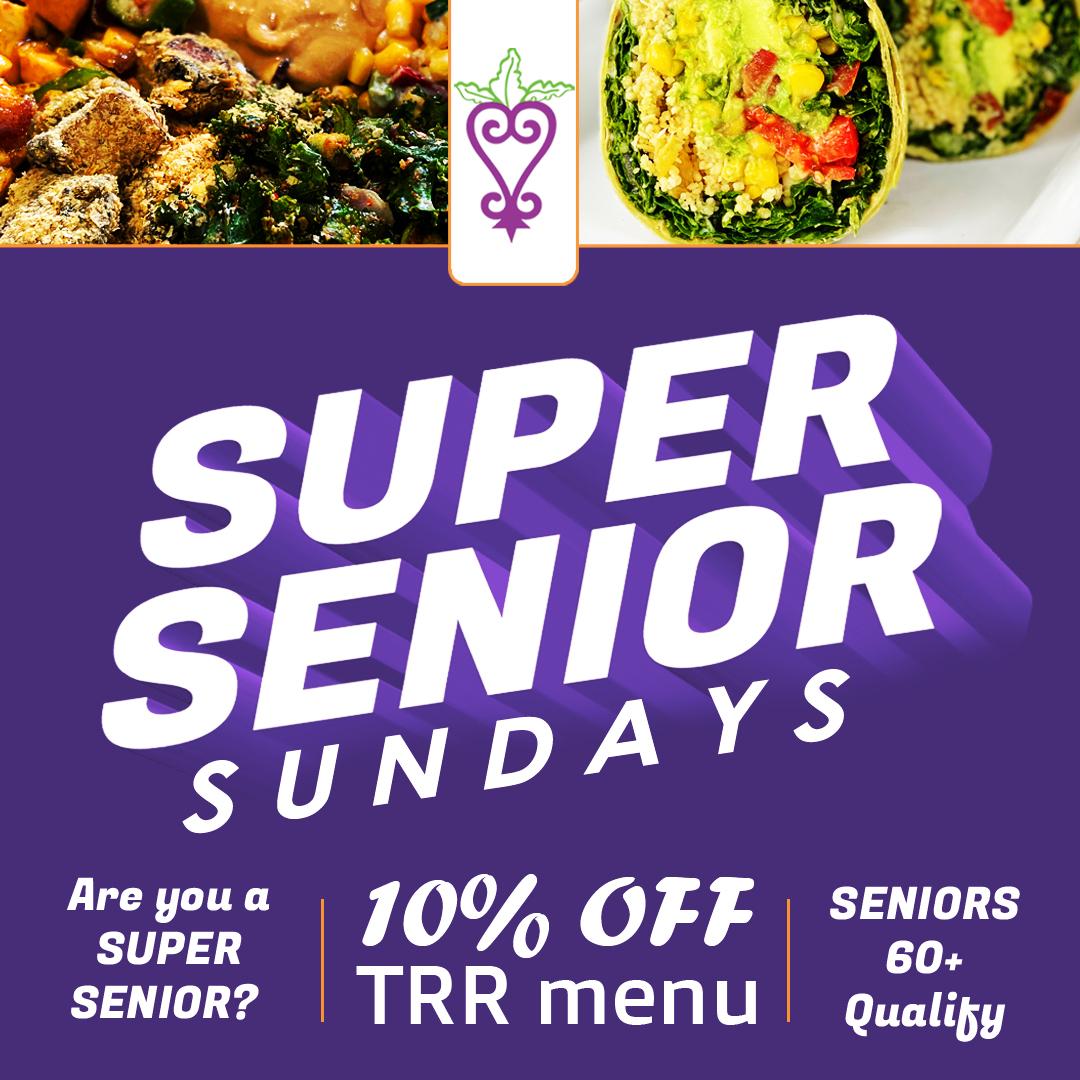 SUPER
SENIOR
SUNDAYS
Are you a
SUPER
SENIOR?
10% OFF
TRR menu
SENIORS
60+
Qualify